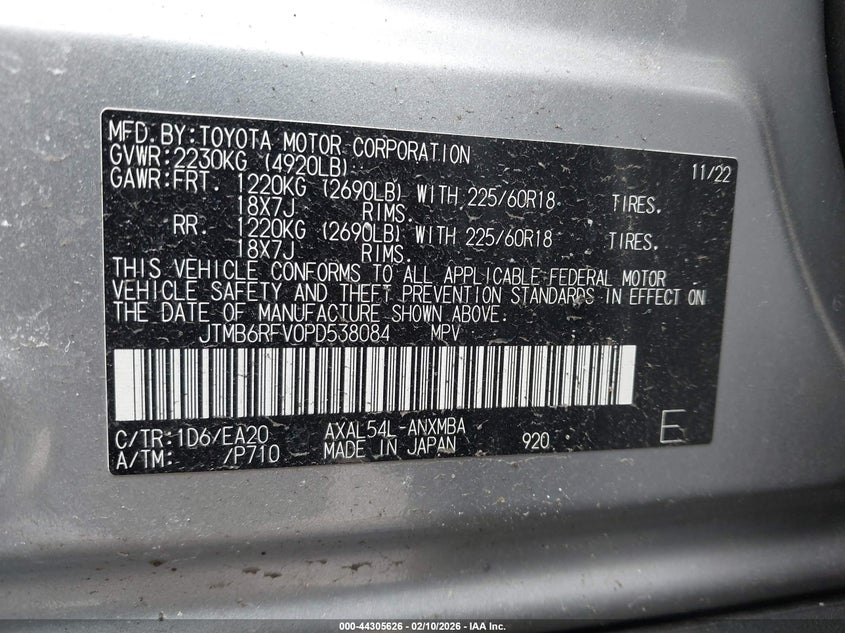 MFD. BY:TOYOTA MOTOR CORPORATION 11/22
GVWR:2230KG (4920LB)
GAWR:FRT. 1220KG (2690LB) WITH 225/60R18 TIRES.
18X7J RIMS.
RR. 1220KG (2690LB) WITH 225/60R18 TIRES.
18X7J RIMS.
THIS VEHICLE CONFORMS TO ALL APPLICABLE FEDERAL MOTOR
VEHICLE SAFETY AND THEFT PREVENTION STANDARDS IN EFFECT ON
THE DATE OF MANUFACTURE SHOWN ABOVE.
JTMB6RFV0PD538084 MPV
C/TR:1D6/EA20 AXAL54L-ANXMBA 920 E
A/TM: /P710 MADE IN JAPAN
000-44305626 - 02/10/2026 - IAA Inc.